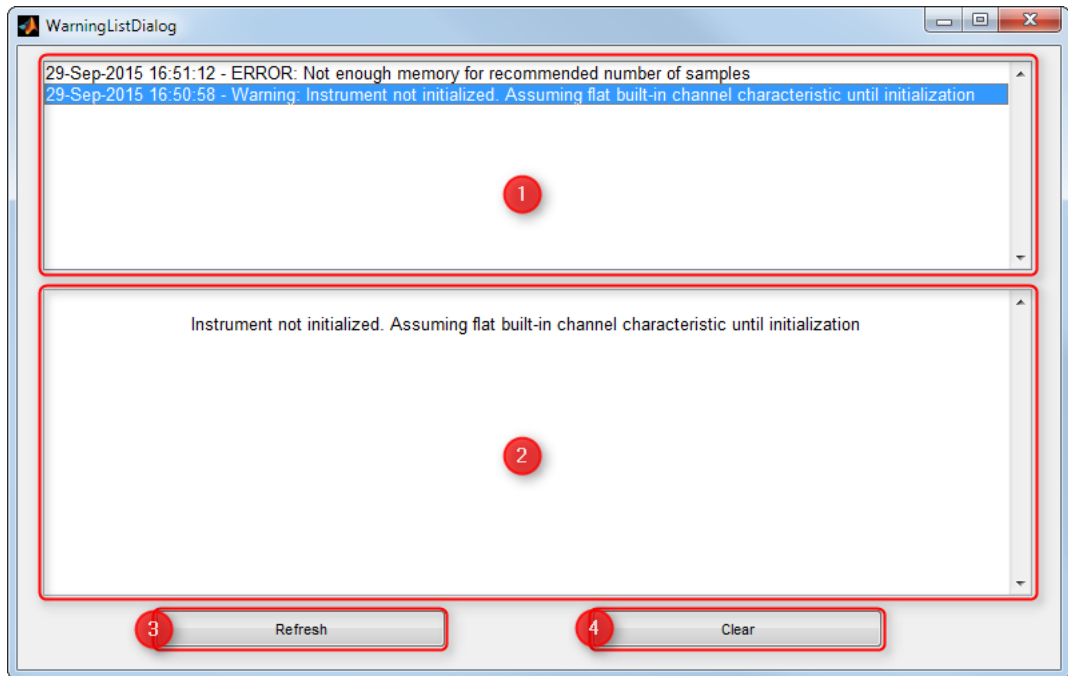 WarningListDialog
29-Sep-2015 16:51:12 - ERROR: Not enough memory for recommended number of samples
29-Sep-2015 16:50:58 - Warning: Instrument not initialized. Assuming flat built-in channel characteristic until initialization
1
Instrument not initialized. Assuming flat built-in channel characteristic until initialization
2
3 Refresh 4 Clear